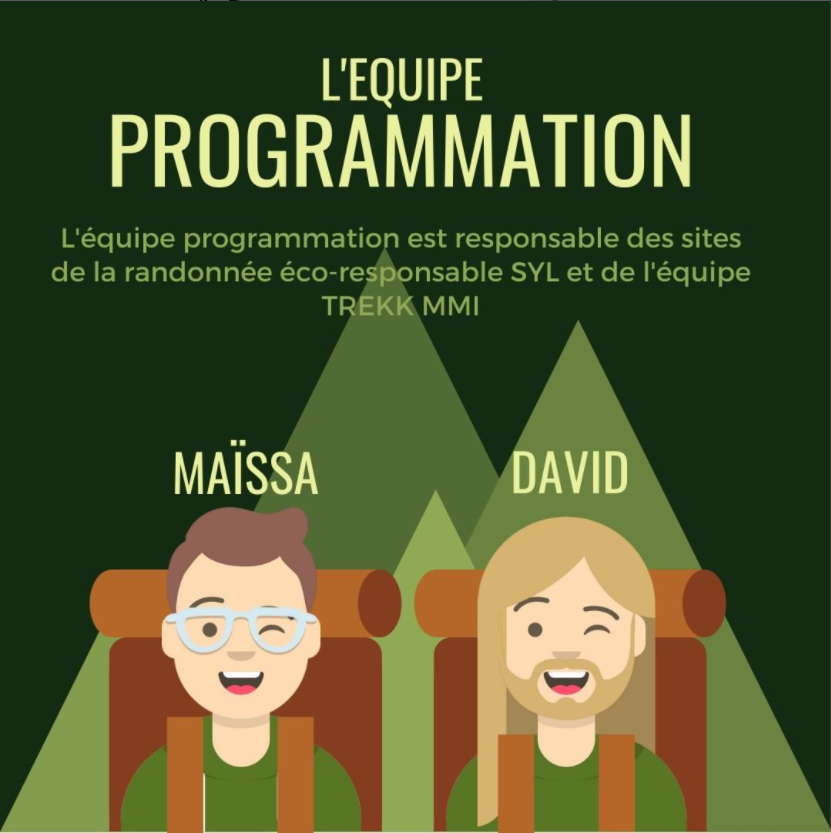 L'EQUIPE
PROGRAMMATION
L'équipe programmation est responsable des sites
de la randonnée éco-responsable SYL et de l'équipe
TREKK MMI
MAÏSSA
DAVID